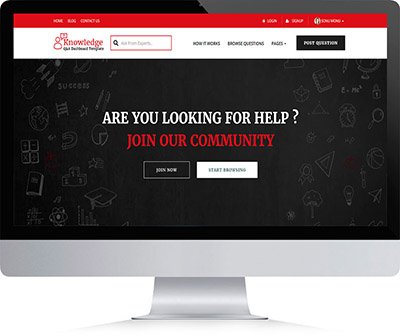 HOME BLOG CONTACT US
LOGIN SIGNUP SONU MONU
Knowledge
Q&A Dashboard Template
Ask from Experts..
HOW IT WORKS BROWSE QUESTIONS PAGES POST QUESTION
SUCCESS
ARE YOU LOOKING FOR HELP ?
JOIN OUR COMMUNITY
JOIN NOW START BROWSING